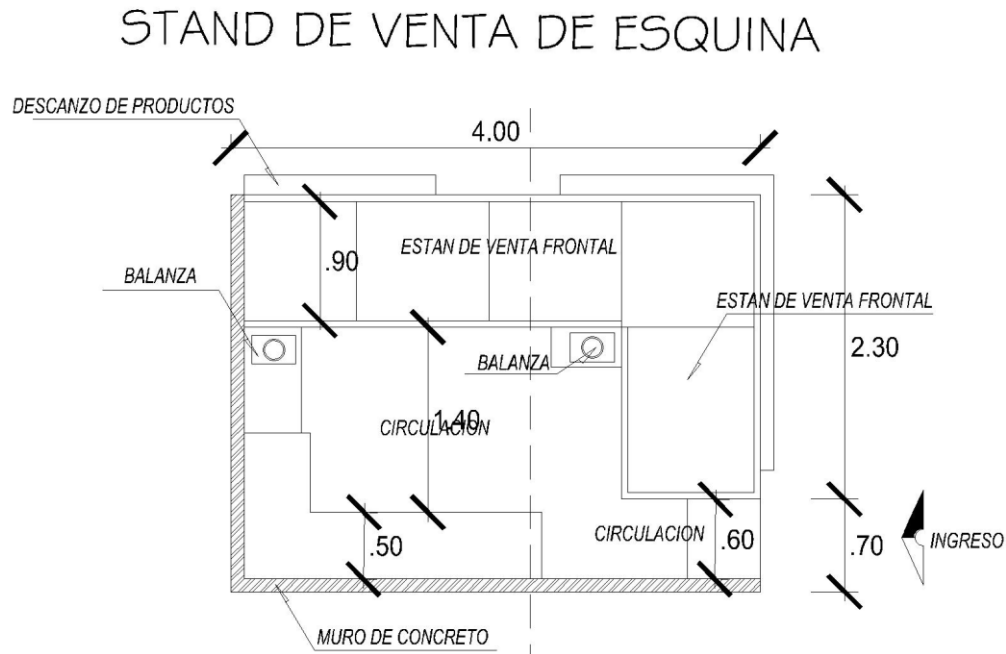 STAND DE VENTA DE ESQUINA
DESCANZO DE PRODUCTOS
4.00
ESTAN DE VENTA FRONTAL
.90
BALANZA
ESTAN DE VENTA FRONTAL
2.30
BALANZA
1.40
CIRCULACION
CIRCULACION
.60
.50
.70
INGRESO
MURO DE CONCRETO